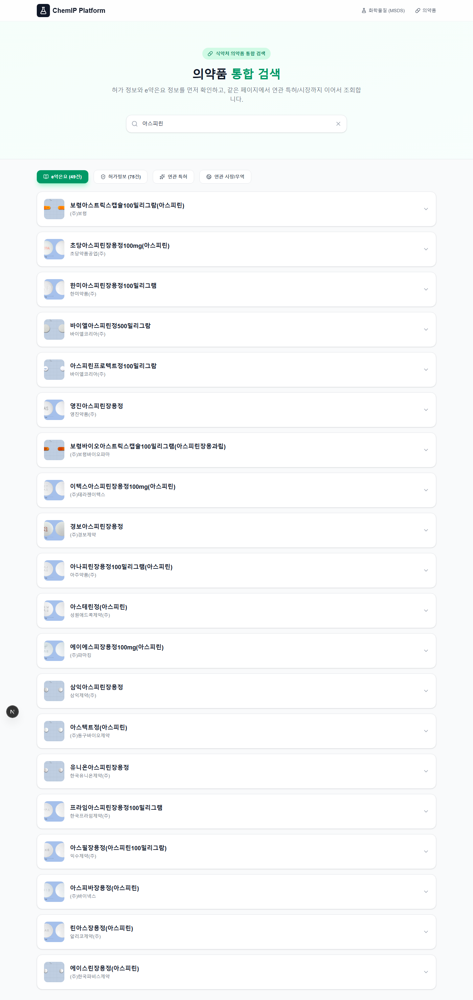 ChemIP Platform
화학물질 (MSDS)
의약품
식약처 의약품 통합 검색
의약품 통합 검색
허가 정보와 e약은요 정보를 먼저 확인하고, 같은 페이지에서 연관 특허/시장까지 이어서 조회합
니다.
아스피린
e약은요 (49건)
허가정보 (75건)
연관 특허
연관 시장/무역
보령아스트릭스캡슐100밀리그람(아스피린)
(주)보령
초당아스피린장용정100mg(아스피린)
초당약품공업(주)
한미아스피린장용정100밀리그램
한미약품(주)
바이엘아스피린정500밀리그람
바이엘코리아(주)
아스피린프로텍트정100밀리그람
바이엘코리아(주)
AS
영진아스피린장용정
영진약품(주)
보령바이오아스트릭스캡슐100밀리그램(아스피린장용과립)
(주)보령바이오파마
이텍스아스피린장용정100mg(아스피린)
(주)테라젠이텍스
경보아스피린장용정
(주)경보제약
아나피린장용정100밀리그램(아스피린)
아주약품(주)
아스테린정(아스피린)
성원애드콕제약(주)
에이에스피장용정100mg(아스피린)
(주)파마킹
삼익아스피린장용정
삼익제약(주)
N
아스텍트정(아스피린)
(주)동구바이오제약
유니온아스피린장용정
한국유니온제약(주)
프라임아스피린장용정100밀리그램
한국프라임제약(주)
KS
아스필장용정(아스피린100밀리그람)
익수제약(주)
아스피바장용정(아스피린)
(주)바이넥스
AS
린아스장용정(아스피린)
알리코제약(주)
에이스린장용정(아스피린)
(주)한국파비스제약